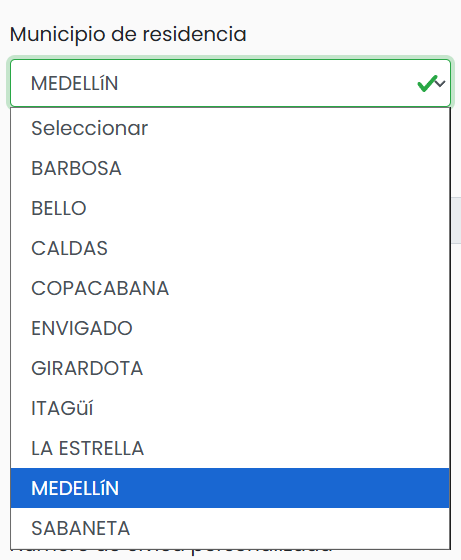 Municipio de residencia
MEDELLíN
Seleccionar
BARBOSA
BELLO
CALDAS
COPACABANA
ENVIGADO
GIRARDOTA
ITAGüí
LA ESTRELLA
MEDELLíN
SABANETA